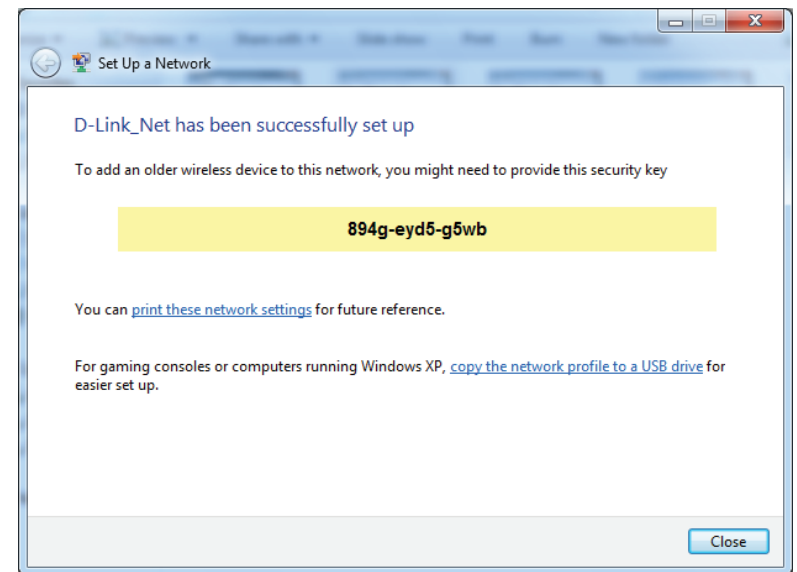 Set Up a Network
D-Link_Net has been successfully set up
To add an older wireless device to this network, you might need to provide this security key
894g-eyd5-g5wb
You can print these network settings for future reference.
For gaming consoles or computers running Windows XP, copy the network profile to a USB drive for
easier set up.
Close